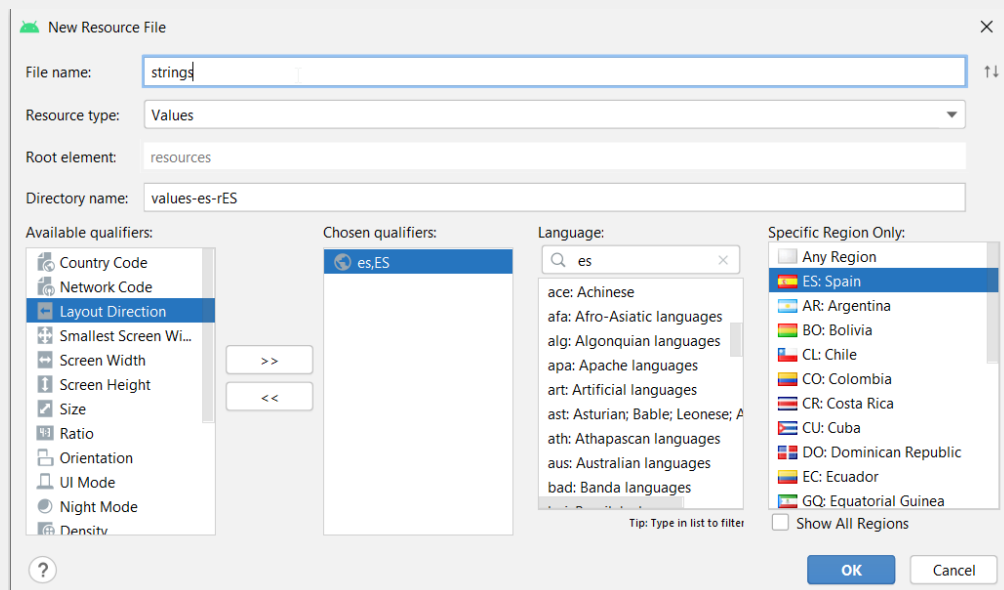 New Resource File
File name: strings
Resource type: Values
Root element: resources
Directory name: values-es-rES
Available qualifiers:
Country Code
Network Code
Layout Direction
Smallest Screen Wi...
Screen Width
Screen Height
Size
Ratio
Orientation
UI Mode
Night Mode
Density
>>
<<
Chosen qualifiers:
es,ES
Language:
es
ace: Achinese
afa: Afro-Asiatic languages
alg: Algonquian languages
apa: Apache languages
art: Artificial languages
ast: Asturian; Bable; Leonese; A
ath: Athapascan languages
aus: Australian languages
bad: Banda languages
Tip: Type in list to filter
Specific Region Only:
Any Region
ES: Spain
AR: Argentina
BO: Bolivia
CL: Chile
CO: Colombia
CR: Costa Rica
CU: Cuba
DO: Dominican Republic
EC: Ecuador
GQ: Equatorial Guinea
Show All Regions
?
OK
Cancel